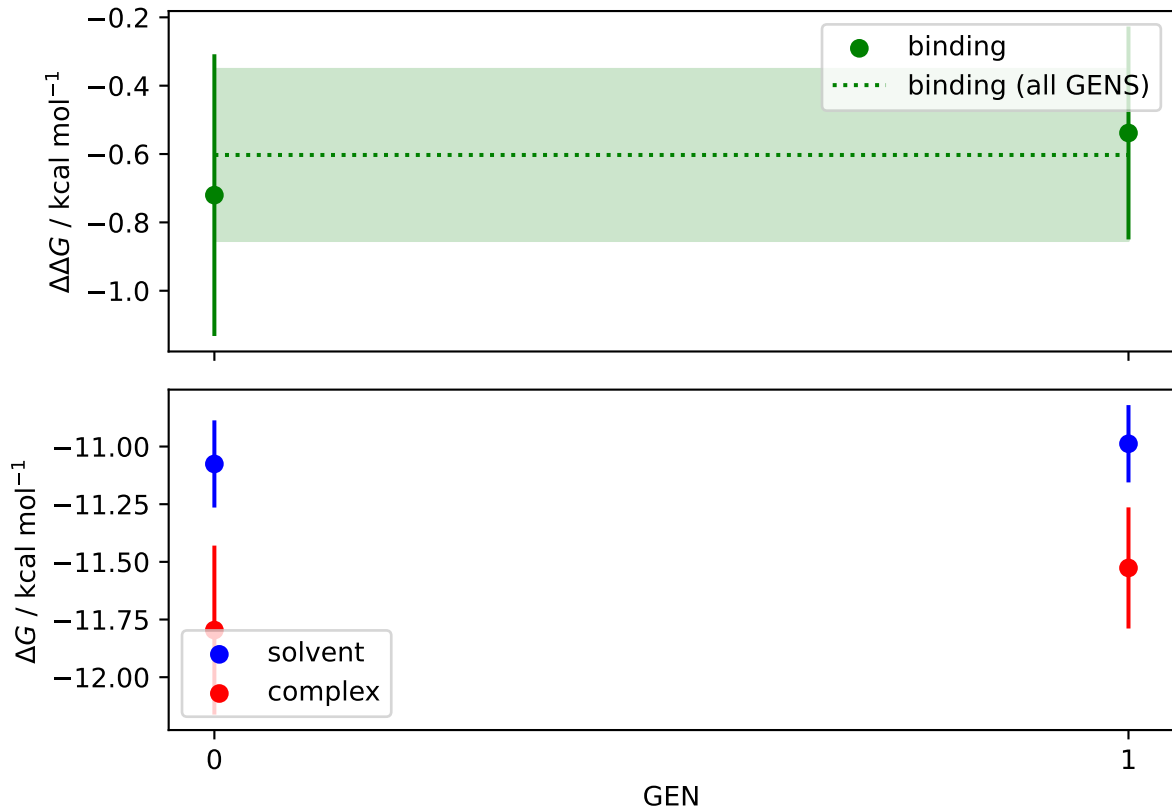 −0.2
−0.4
−0.6
−0.8
−1.0
ΔΔG / kcal mol⁻¹
binding
binding (all GENS)
−11.00
−11.25
−11.50
−11.75
−12.00
ΔG / kcal mol⁻¹
solvent
complex
0
1
GEN